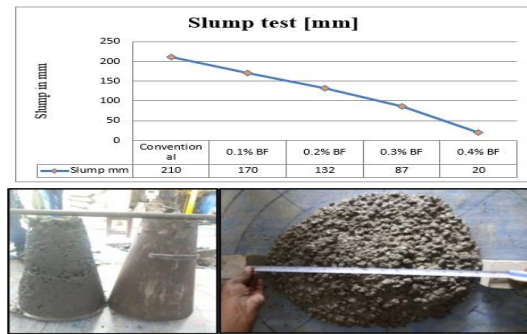 Slump test [mm]
Slump in mm
250
200
150
100
50
0
Convention
al
0.1% BF
0.2% BF
0.3% BF
0.4% BF
Slump mm
210
170
132
87
20